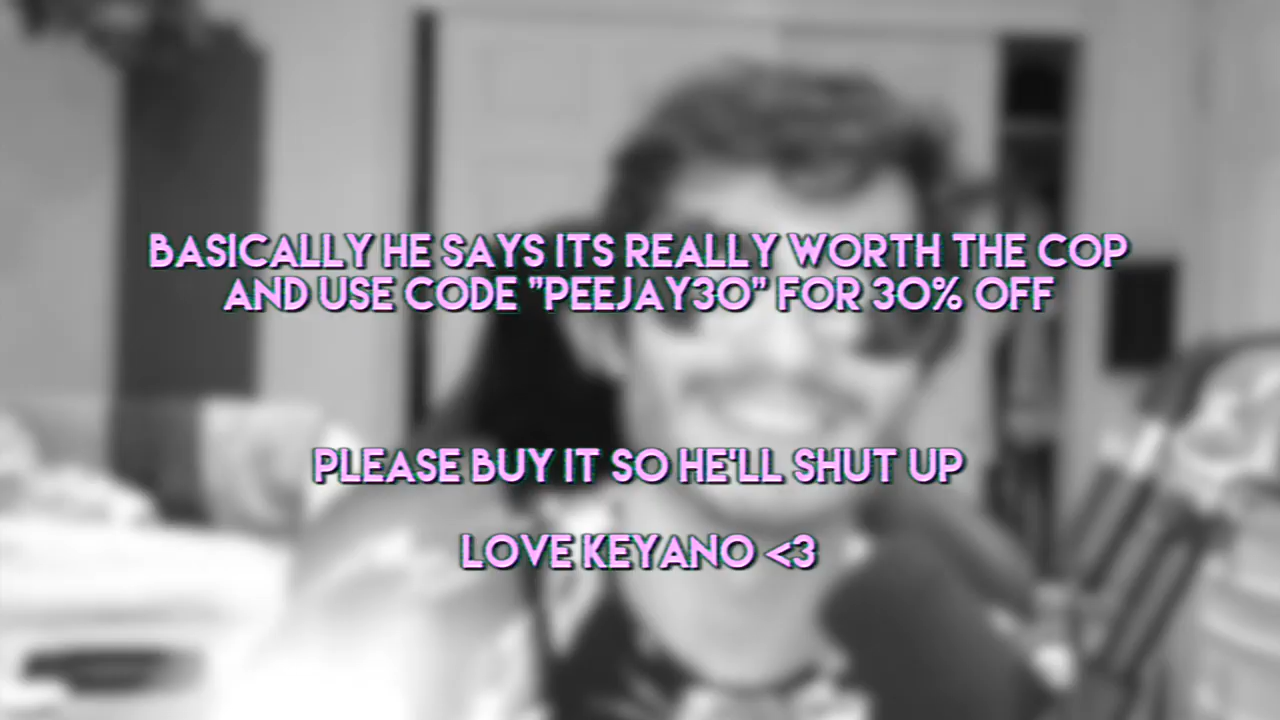 BASICALLY HE SAYS ITS REALLY WORTH THE COP
AND USE CODE "PEEJAY30" FOR 30% OFF
PLEASE BUY IT SO HE'LL SHUT UP
LOVE KEYANO <3